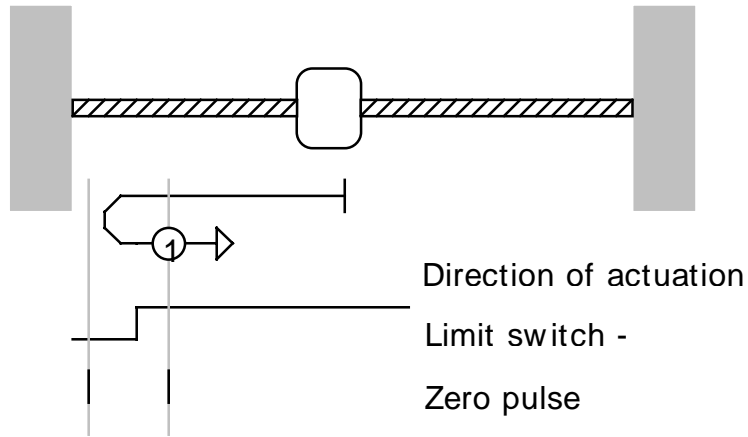 1
Direction of actuation
Limit switch -
Zero pulse